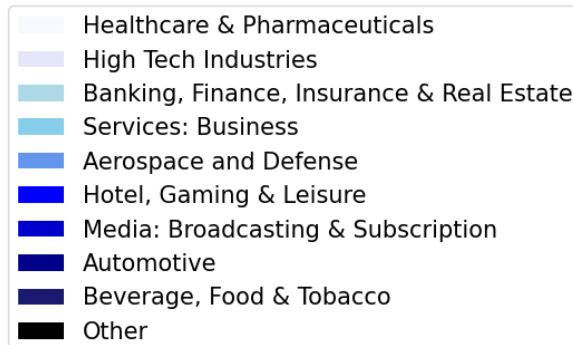 Healthcare & Pharmaceuticals
High Tech Industries
Banking, Finance, Insurance & Real Estate
Services: Business
Aerospace and Defense
Hotel, Gaming & Leisure
Media: Broadcasting & Subscription
Automotive
Beverage, Food & Tobacco
Other